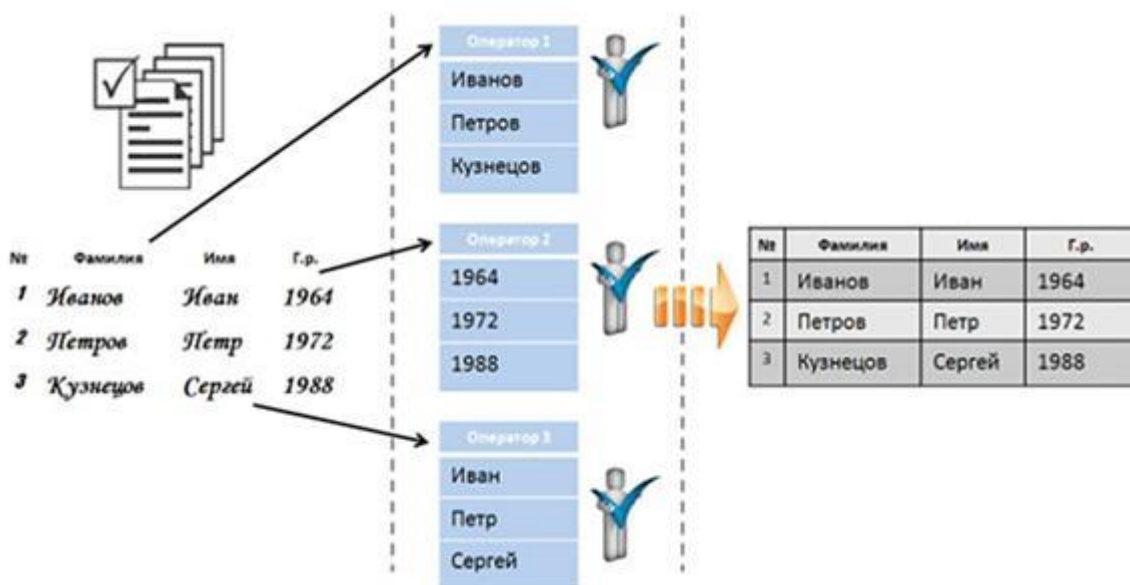 № Фамилия Имя Г.р.
1 Иванов Иван 1964
2 Петров Петр 1972
3 Кузнецов Сергей 1988
Оператор 1
Иванов
Петров
Кузнецов
Оператор 2
1964
1972
1988
Оператор 3
Иван
Петр
Сергей
№ Фамилия Имя Г.р.
1 Иванов Иван 1964
2 Петров Петр 1972
3 Кузнецов Сергей 1988